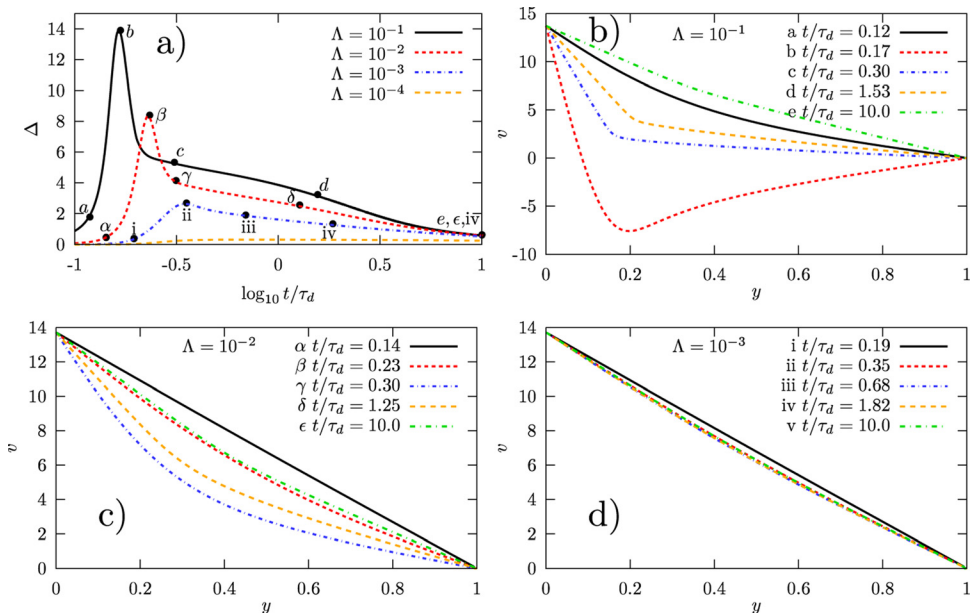 a)
Λ = 10⁻¹
Λ = 10⁻²
Λ = 10⁻³
Λ = 10⁻⁴
14
12
10
8
6
4
2
0
Δ
b
β
c
γ
a
α
i
ii
iii
δ
d
iv
e, ϵ, iv̅
-1
-0.5
0
0.5
1
log₁₀ t/τ_d
b)
Λ = 10⁻¹
a t/τ_d = 0.12
b t/τ_d = 0.17
c t/τ_d = 0.30
d t/τ_d = 1.53
e t/τ_d = 10.0
15
10
5
0
-5
-10
v
0
0.2
0.4
0.6
0.8
1
y
c)
Λ = 10⁻²
α t/τ_d = 0.14
β t/τ_d = 0.23
γ t/τ_d = 0.30
δ t/τ_d = 1.25
ϵ t/τ_d = 10.0
14
12
10
8
6
4
2
0
v
0
0.2
0.4
0.6
0.8
1
y
d)
Λ = 10⁻³
i t/τ_d = 0.19
ii t/τ_d = 0.35
iii t/τ_d = 0.68
iv t/τ_d = 1.82
v t/τ_d = 10.0
14
12
10
8
6
4
2
0
v
0
0.2
0.4
0.6
0.8
1
y